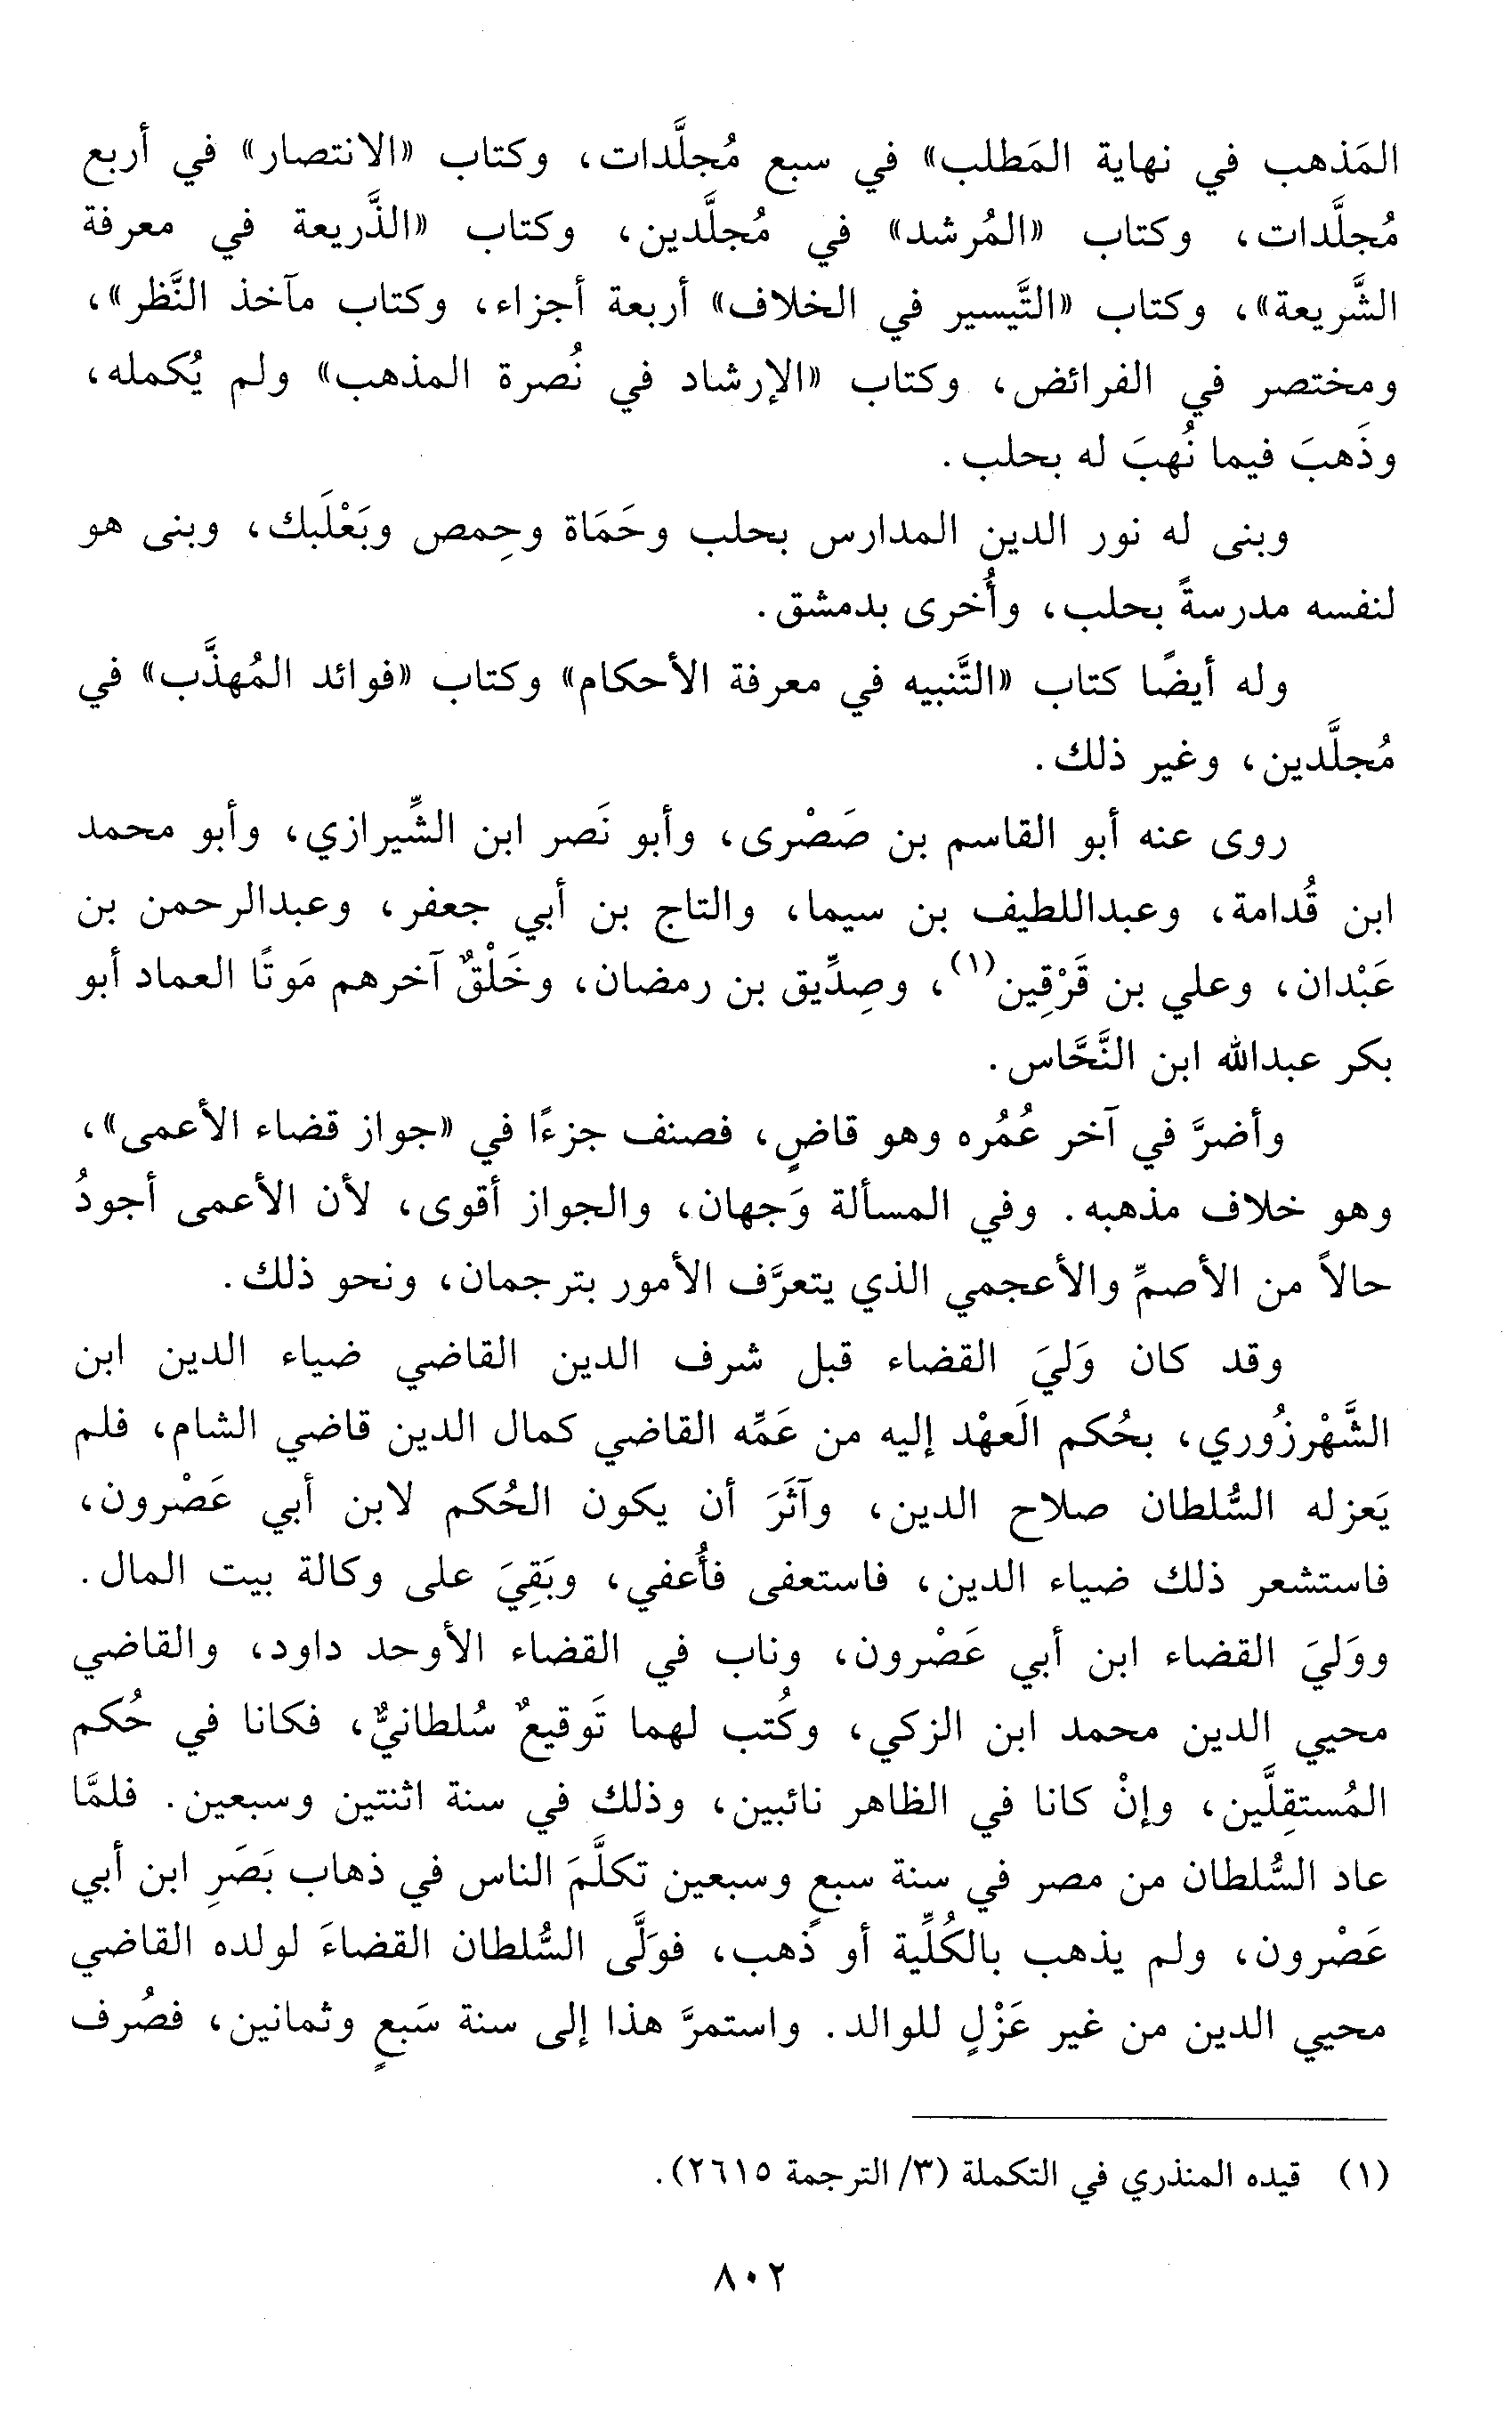 المَذهب في نهاية المَطلب» في سبع مُجلَّدات، وكتاب «الانتصار» في أربع
مُجلَّدات، وكتاب «المُرشد» في مُجلَّدين، وكتاب «الذَّريعة في معرفة
الشَّريعة»، وكتاب «التَّيسير في الخلاف» أربعة أجزاء، وكتاب مآخذ النَّظر»،
ومختصر في الفرائض، وكتاب «الإرشاد في نُصرة المذهب» ولم يُكمله،
وذَهبَ فيما نُهبَ له بحلب.
وبنى له نور الدين المدارس بحلب وحَمَاة وحِمص وبَعْلَبك، وبنى هو
لنفسه مدرسةً بحلب، وأُخرى بدمشق.
وله أيضًا كتاب «التَّنبيه في معرفة الأحكام» وكتاب «فوائد المُهذَّب» في
مُجلَّدين، وغير ذلك.
روى عنه أبو القاسم بن صَصْرى، وأبو نَصر ابن الشِّيرازي، وأبو محمد
ابن قُدامة، وعبداللطيف بن سيما، والتاج بن أبي جعفر، وعبدالرحمن بن
عَبْدان، وعلي بن قَرْقِين(١)، وصِدِّيق بن رمضان، وخَلْقٌ آخرهم مَوتًا العماد أبو
بكر عبدالله ابن النَّحَّاس.
وأضرَّ في آخر عُمُره وهو قاضٍ، فصنف جزءًا في «جواز قضاء الأعمى»،
وهو خلاف مذهبه. وفي المسألة وَجهان، والجواز أقوى، لأن الأعمى أجودُ
حالاً من الأصمِّ والأعجمي الذي يتعرَّف الأمور بترجمان، ونحو ذلك.
وقد كان وَليَ القضاء قبل شرف الدين القاضي ضياء الدين ابن
الشَّهْرزُوري، بحُكم العَهْد إليه من عَمِّه القاضي كمال الدين قاضي الشام، فلم
يَعزله السُّلطان صلاح الدين، وآثَرَ أن يكون الحُكم لابن أبي عَصْرون،
فاستشعر ذلك ضياء الدين، فاستعفى فأُعفي، وبَقِيَ على وكالة بيت المال.
ووَليَ القضاء ابن أبي عَصْرون، وناب في القضاء الأوحد داود، والقاضي
محيي الدين محمد ابن الزكي، وكُتب لهما تَوقيعٌ سُلطانيٌّ، فكانا في حُكم
المُستقِلَّين، وإنْ كانا في الظاهر نائبين، وذلك في سنة اثنتين وسبعين. فلمَّا
عاد السُّلطان من مصر في سنة سبعٍ وسبعين تكلَّمَ الناس في ذهاب بَصَرِ ابن أبي
عَصْرون، ولم يذهب بالكُلِّية أو ذَهب، فوَلَّى السُّلطان القضاءَ لولده القاضي
محيي الدين من غير عَزْلٍ للوالد. واستمرَّ هذا إلى سنة سَبعٍ وثمانين، فصُرف
(١) قيده المنذري في التكملة (٣/ الترجمة ٢٦١٥).
٨٠٢